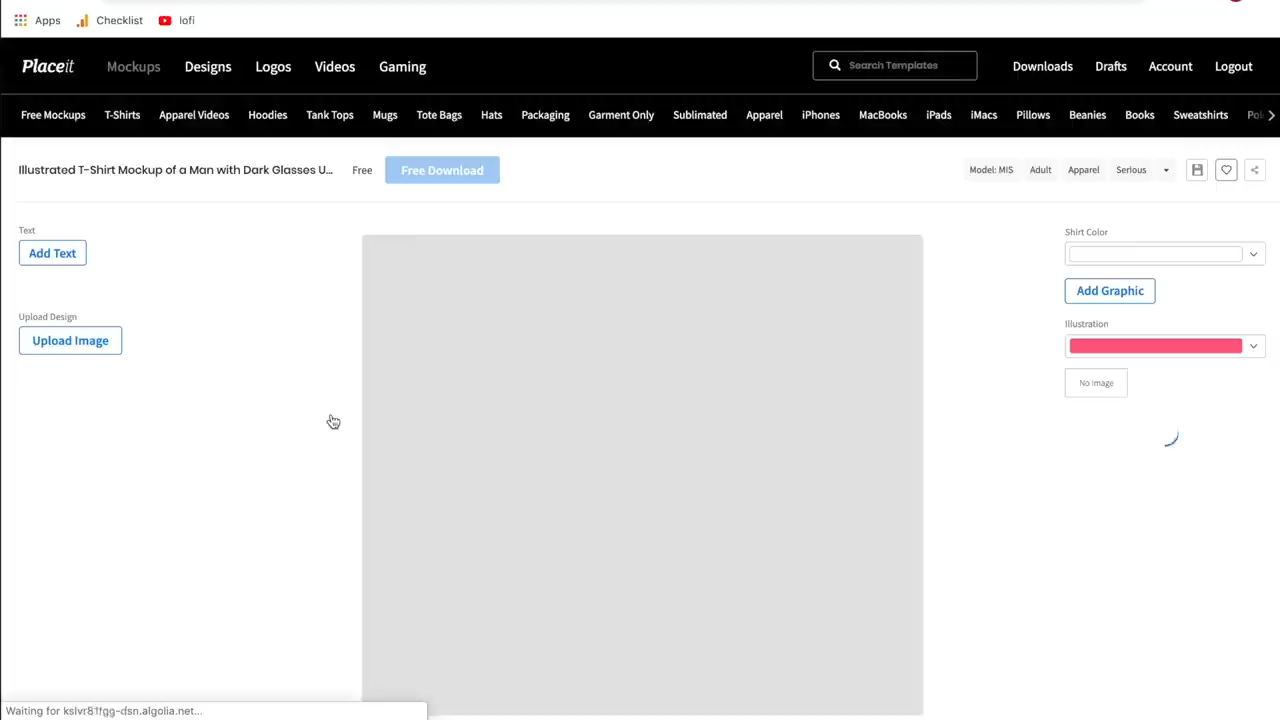 Apps Checklist lofi
Placeit Mockups Designs Logos Videos Gaming Search Templates Downloads Drafts Account Logout
Free Mockups T-Shirts Apparel Videos Hoodies Tank Tops Mugs Tote Bags Hats Packaging Garment Only Sublimated Apparel iPhones MacBooks iPads iMacs Pillows Beanies Books Sweatshirts
Illustrated T-Shirt Mockup of a Man with Dark Glasses U... Free Free Download Model: MIS Adult Apparel Serious
Text
Add Text
Shirt Color
Add Graphic
Upload Design
Upload Image
Illustration
No Image
Waiting for kslvr81fgg-dsn.algolia.net...